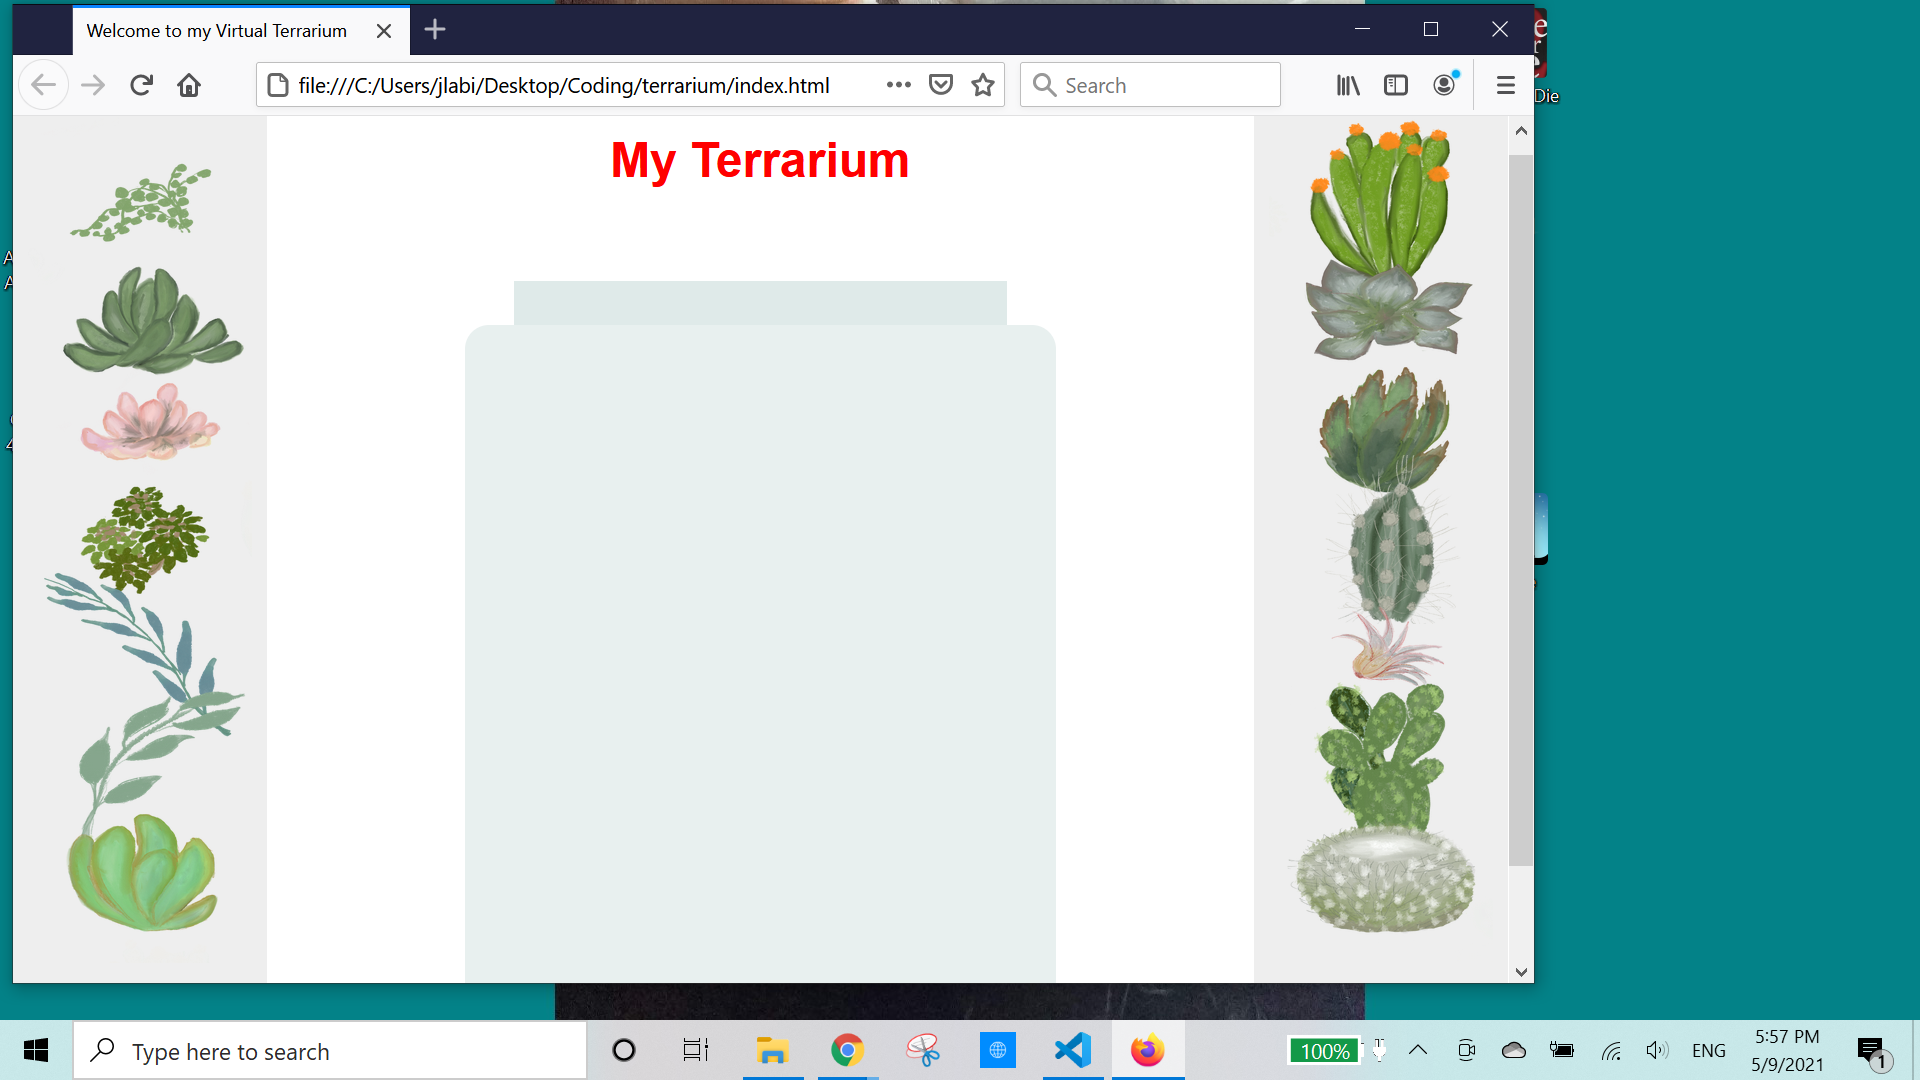 Welcome to my Virtual Terrarium
file:///C:/Users/jlabi/Desktop/Coding/terrarium/index.html
Search
Die
My Terrarium
Type here to search
100%
ENG
5:57 PM
5/9/2021
1